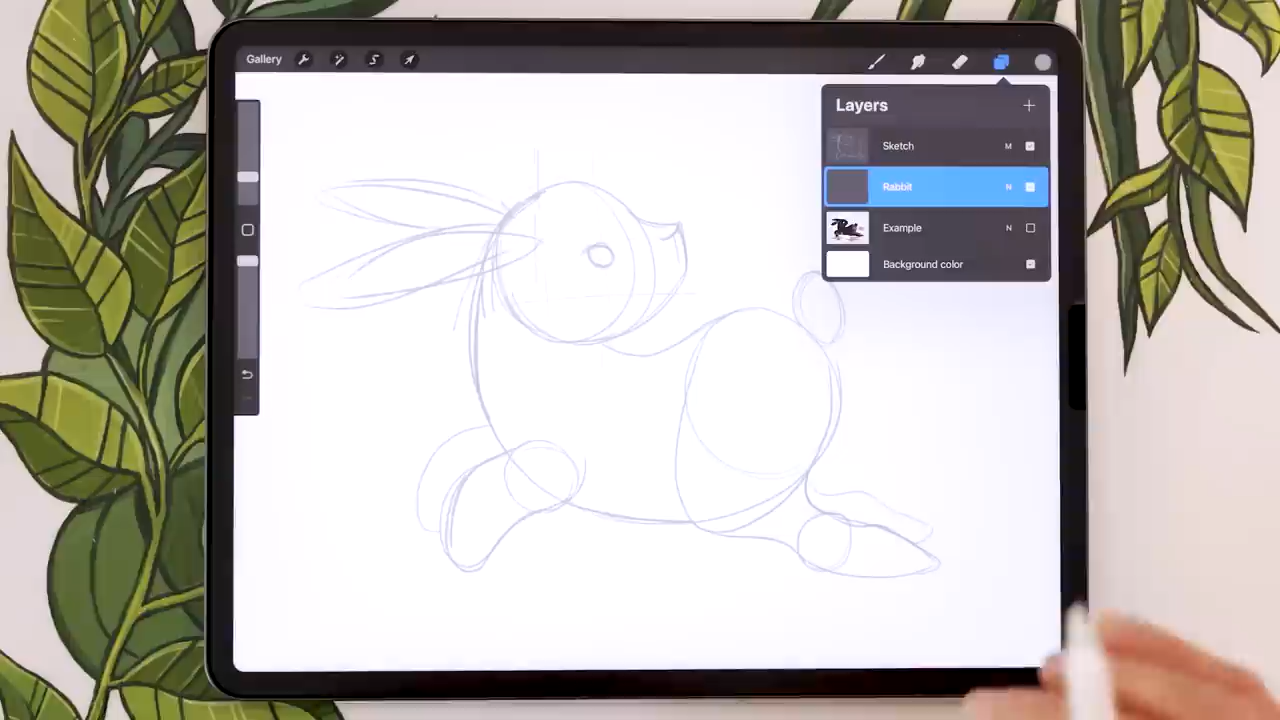 Gallery
Layers
Sketch M
Rabbit N
Example N
Background color